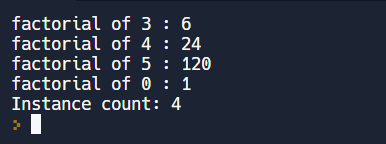 factorial of 3 : 6
factorial of 4 : 24
factorial of 5 : 120
factorial of 0 : 1
Instance count: 4
>